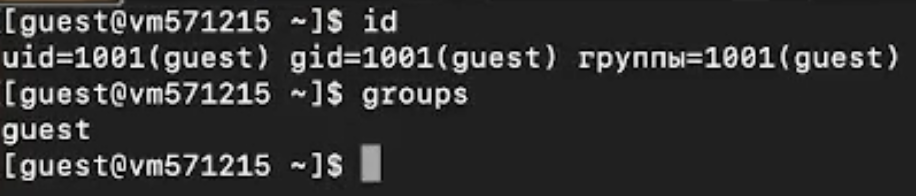 [guest@vm571215 ~]$ id
uid=1001(guest) gid=1001(guest) группы=1001(guest)
[guest@vm571215 ~]$ groups
guest
[guest@vm571215 ~]$